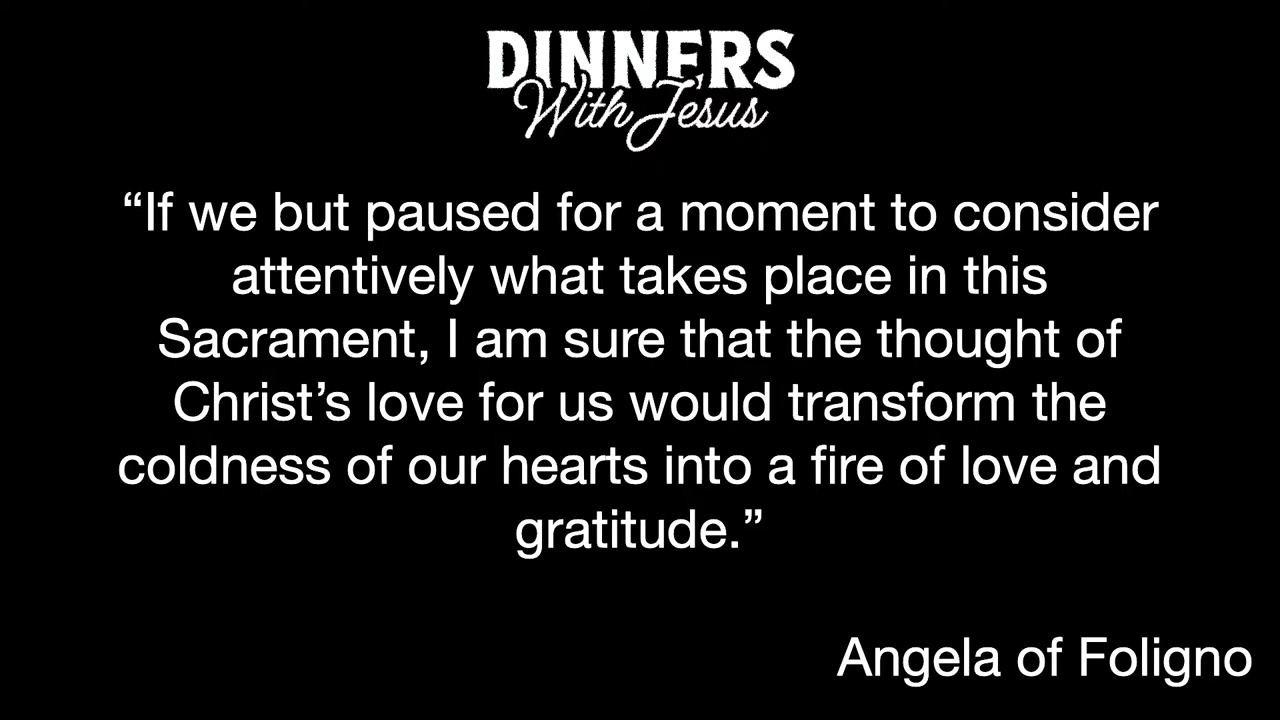 DINNERS
With Jesus
“If we but paused for a moment to consider
attentively what takes place in this
Sacrament, I am sure that the thought of
Christ’s love for us would transform the
coldness of our hearts into a fire of love and
gratitude.”
Angela of Foligno